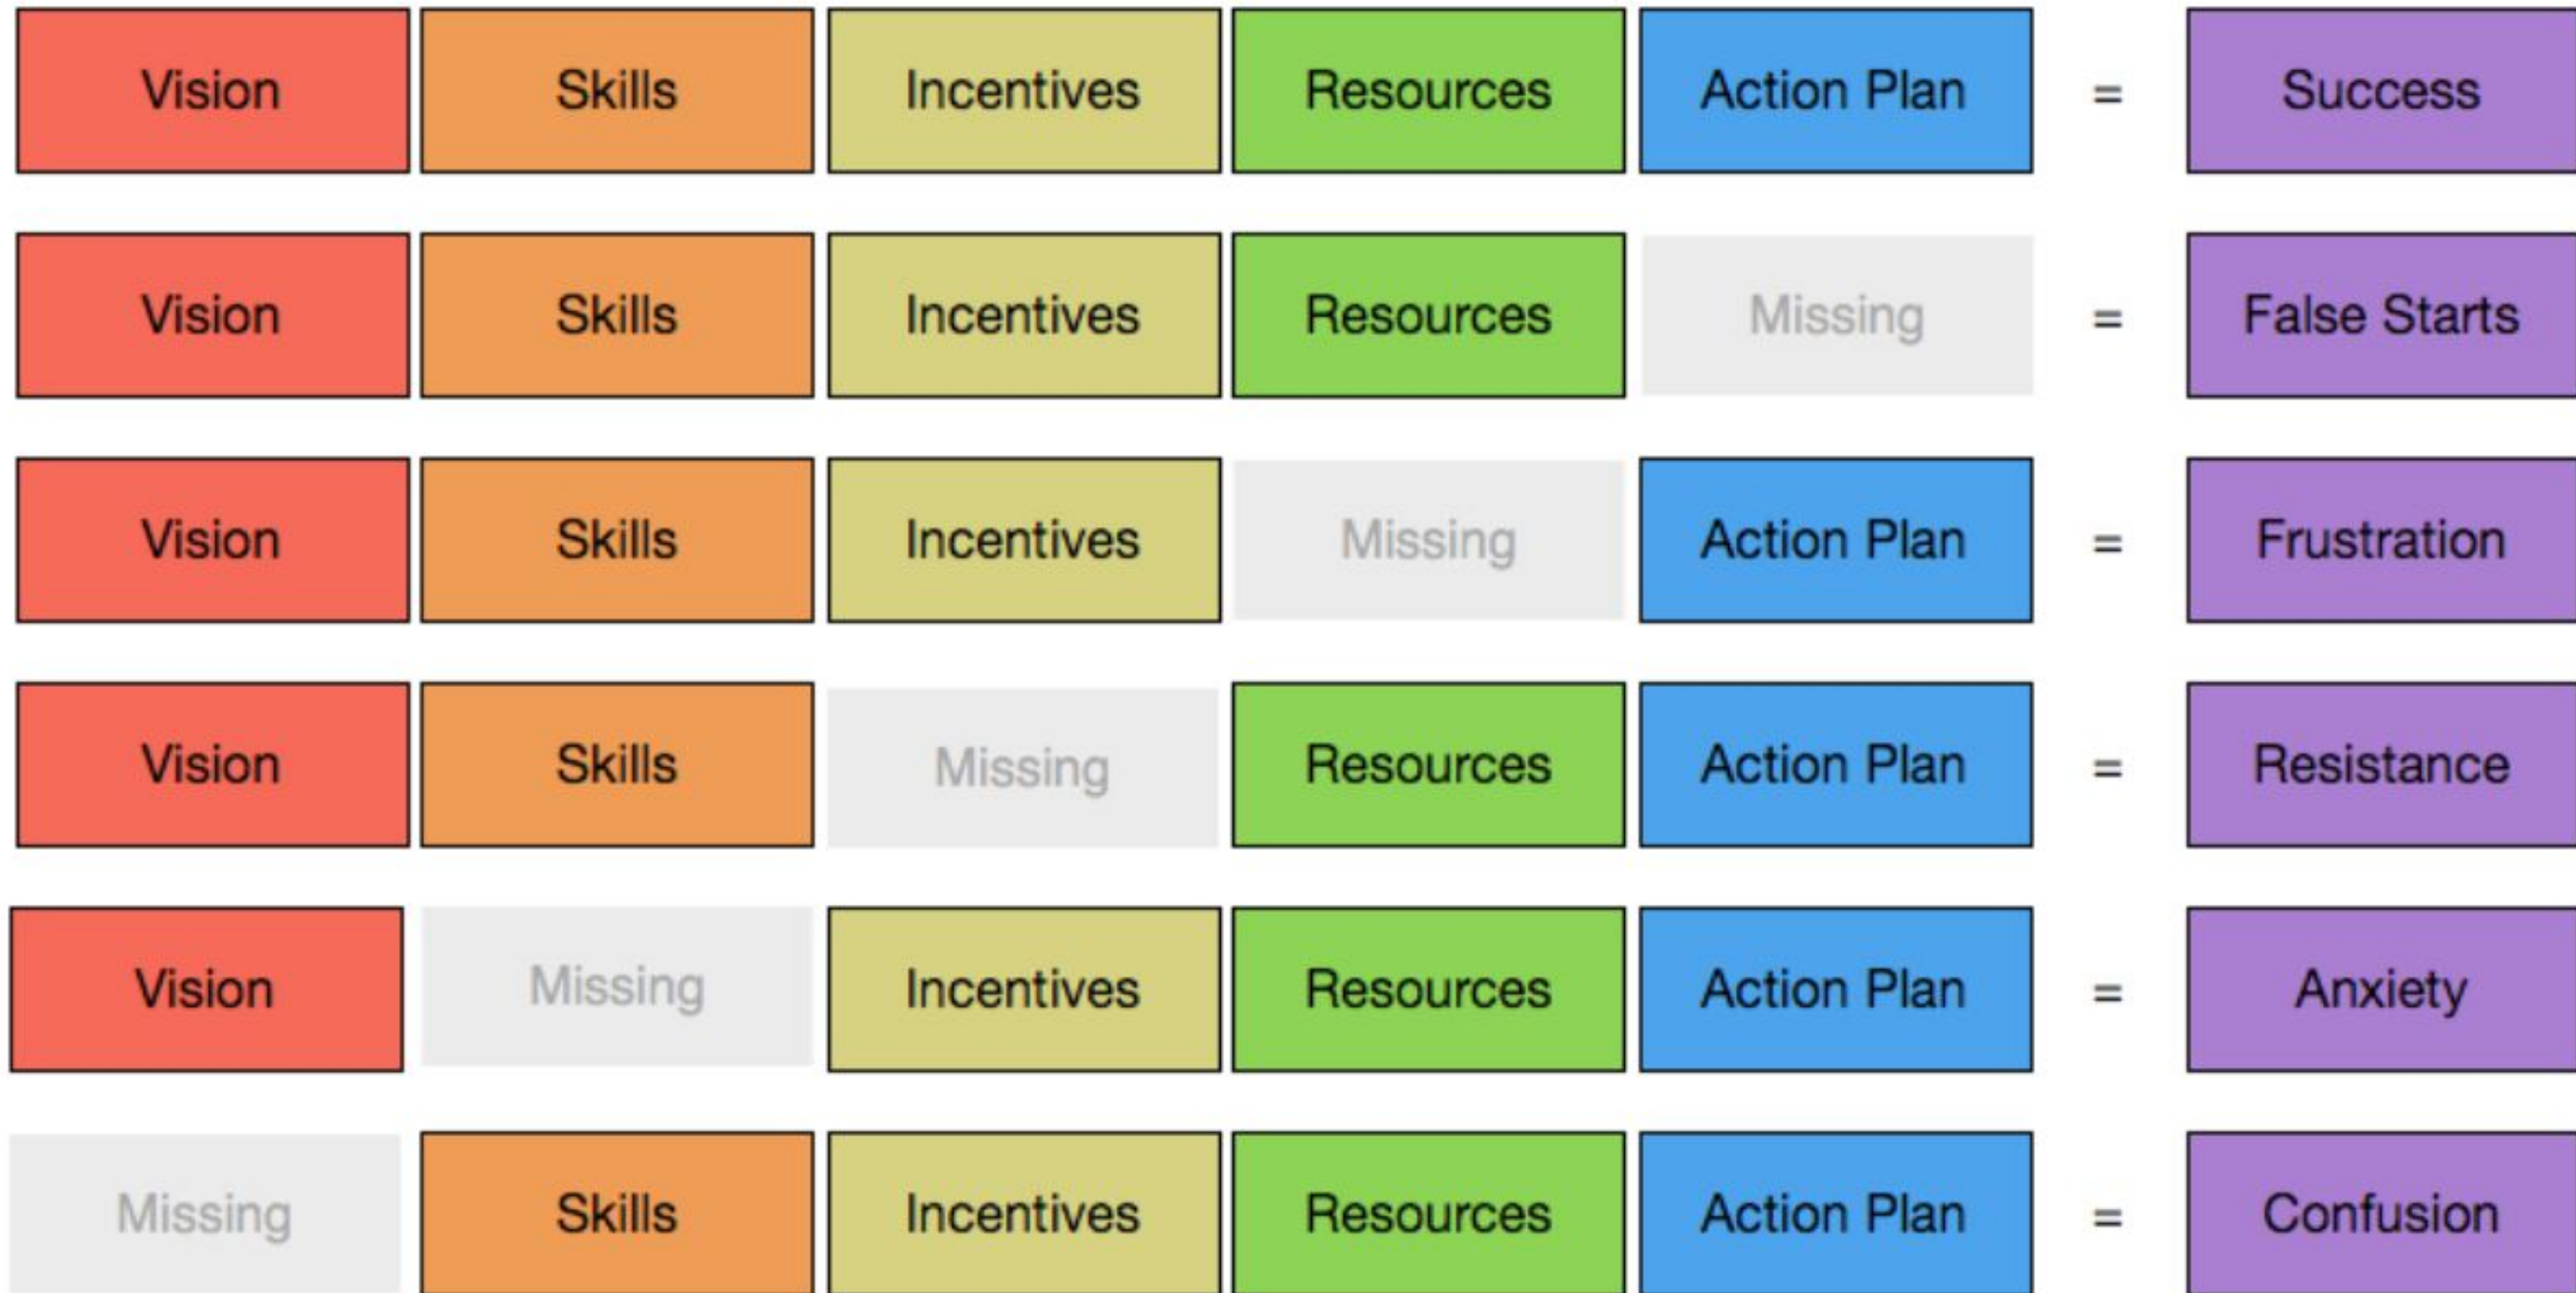 Vision Skills Incentives Resources Action Plan = Success
Vision Skills Incentives Resources Missing = False Starts
Vision Skills Incentives Missing Action Plan = Frustration
Vision Skills Missing Resources Action Plan = Resistance
Vision Missing Incentives Resources Action Plan = Anxiety
Missing Skills Incentives Resources Action Plan = Confusion